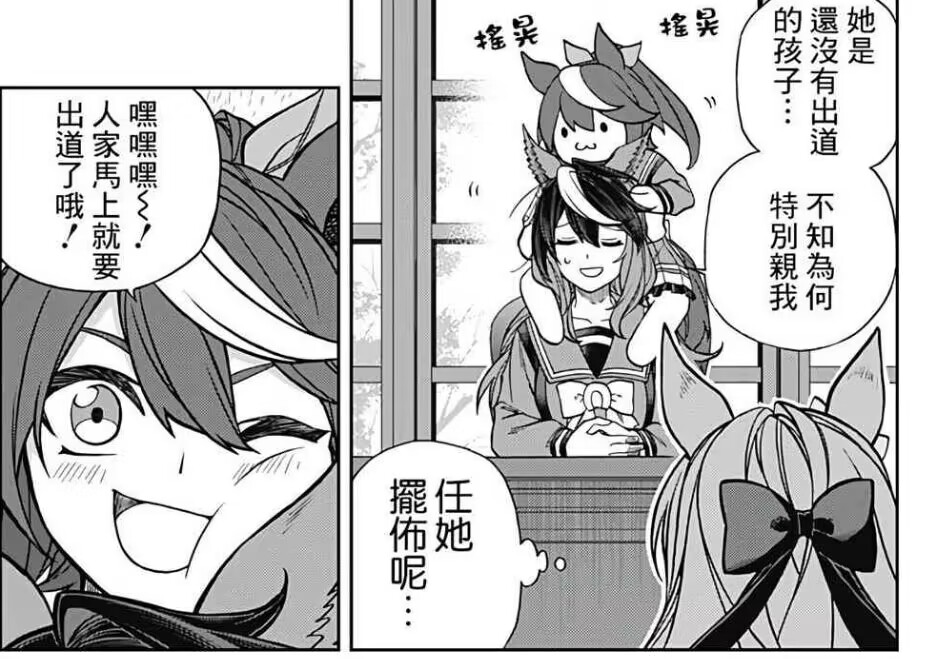 她是
還沒有出道
的孩子…
不知為何
特別親我
搖晃
搖晃
任她
擺佈呢…
嘿嘿嘿~!
人家馬上就要
出道了哦!